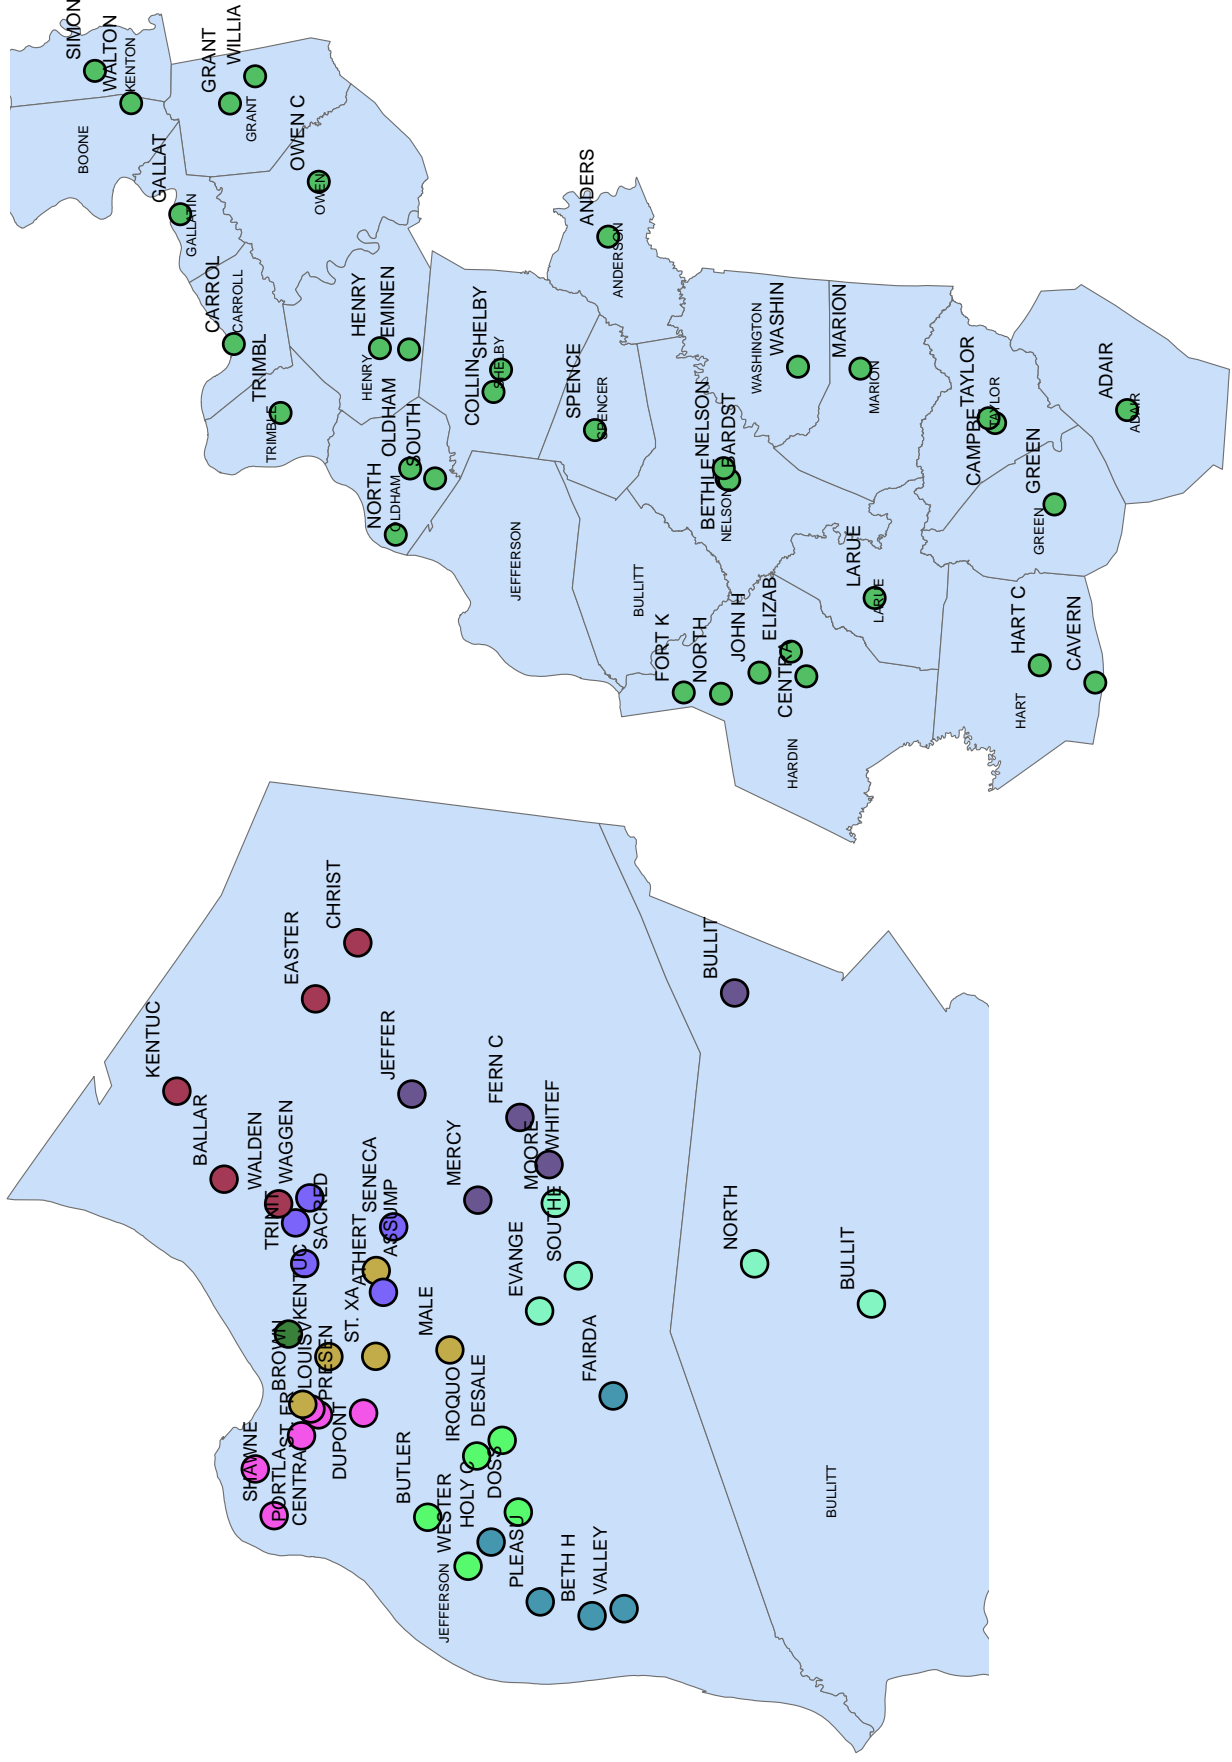 SIMON
WALTON
KENTON
BOONE
GRANT
WILLIA
GRANT
GALLAT
GALLATIN
OWEN C
OWEN
CARROL
CARROLL
TRIMBL
TRIMBLE
HENRY
EMINEN
HENRY
OLDHAM
SOUTH
NORTH
OLDHAM
SHELBY
COLLIN
SHELBY
ANDERS
ANDERSON
SPENCE
SPENCER
JEFFERSON
BULLITT
WASHINGTON
WASHIN
MARION
MARION
NELSON
BARDST
BETHLE
NELSON
TAYLOR
CAMPBE
TAYLOR
GREEN
GREEN
ADAIR
ADAIR
LARUE
LARUE
FORT K
NORTH
JOHN H
ELIZAB
CENTRA
HARDIN
HART C
CAVERN
HART
CHRIST
EASTER
KENTUC
BALLAR
WALDEN
WAGGEN
TRINIT
SACRED
KENTUC
JEFFER
FERN C
WHITEF
MOORE
MERCY
SENECA
ASSUMP
ATHERT
ST. XA
SOUTHE
EVANGE
FAIRDA
MALE
BROWN
LOUISV
PRESEN
ST. FR
DUPONT
CENTRA
PORTLA
SHAWNE
IROQUO
DESALE
DOSS
BUTLER
WESTER
HOLY C
PLEASU
BETH H
VALLEY
JEFFERSON
BULLIT
NORTH
BULLIT
BULLITT